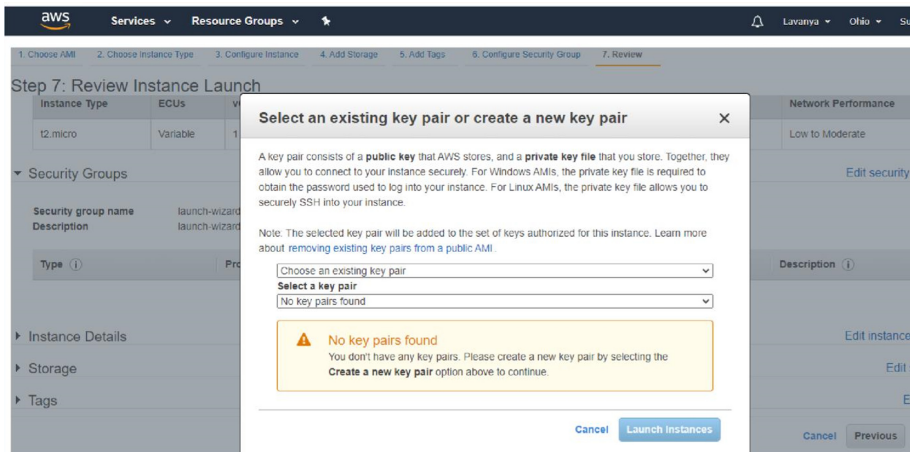 aws Services Resource Groups Lavanya Ohio Su
1. Choose AMI 2. Choose Instance Type 3. Configure Instance 4. Add Storage 5. Add Tags 6. Configure Security Group 7. Review
Step 7: Review Instance Launch
Instance Type ECUs Network Performance
t2.micro Variable 1 Low to Moderate
Security Groups Edit security
Security group name launch-wizard
Description launch-wizard
Type Pro Description
Instance Details Edit instance
Storage Edit
Tags E
Cancel Previous
Select an existing key pair or create a new key pair
A key pair consists of a public key that AWS stores, and a private key file that you store. Together, they
allow you to connect to your instance securely. For Windows AMIs, the private key file is required to
obtain the password used to log into your instance. For Linux AMIs, the private key file allows you to
securely SSH into your instance.
Note: The selected key pair will be added to the set of keys authorized for this instance. Learn more
about removing existing key pairs from a public AMI.
Choose an existing key pair
Select a key pair
No key pairs found
No key pairs found
You don't have any key pairs. Please create a new key pair by selecting the
Create a new key pair option above to continue.
Cancel Launch Instances